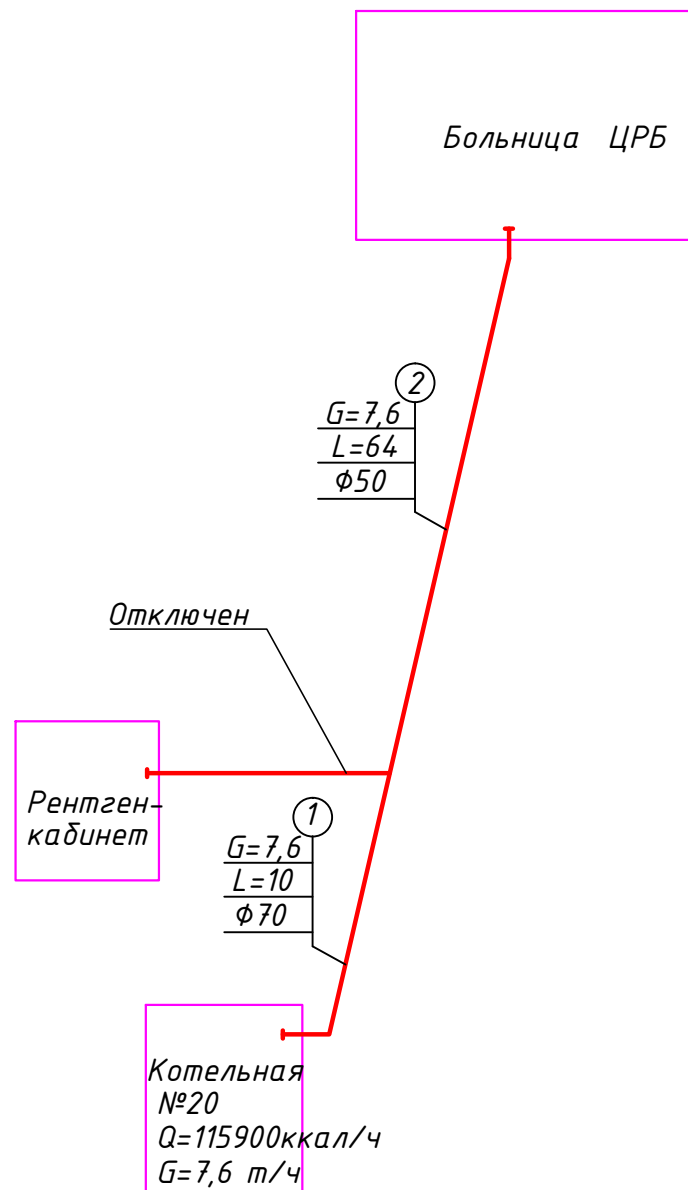 Больница ЦРБ
2
G=7,6
L=64
Ф50
Отключен
Рентген-
кабинет
1
G=7,6
L=10
Ф70
Котельная
№20
Q=115900ккал/ч
G=7,6 т/ч